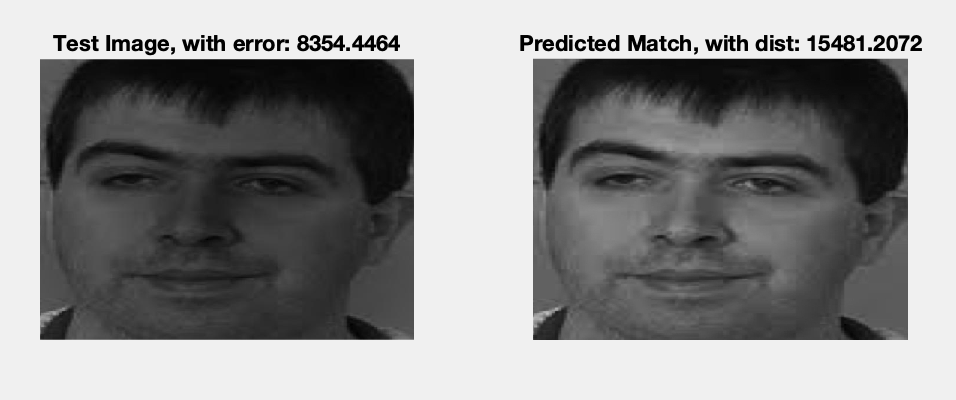 Test Image, with error: 8354.4464
Predicted Match, with dist: 15481.2072